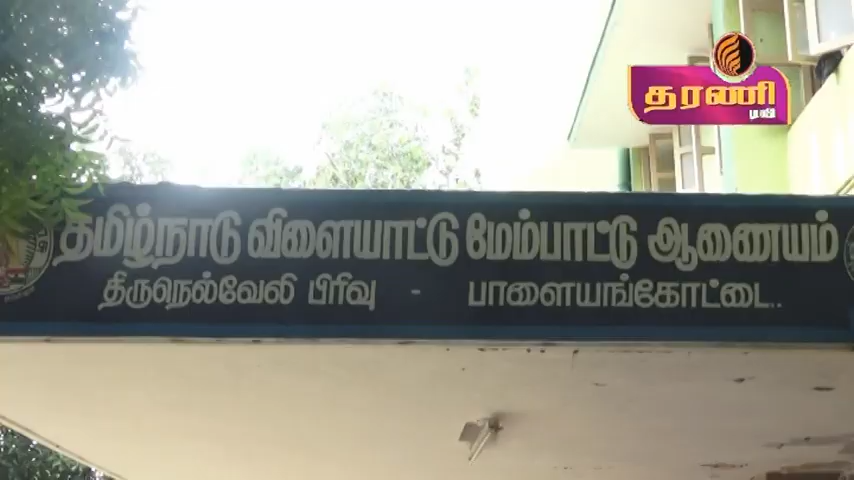 தரணி
டிவி
தமிழ்நாடு விளையாட்டு மேம்பாட்டு ஆணையம்
திருநெல்வேலி பிரிவு - பாளையங்கோட்டை..